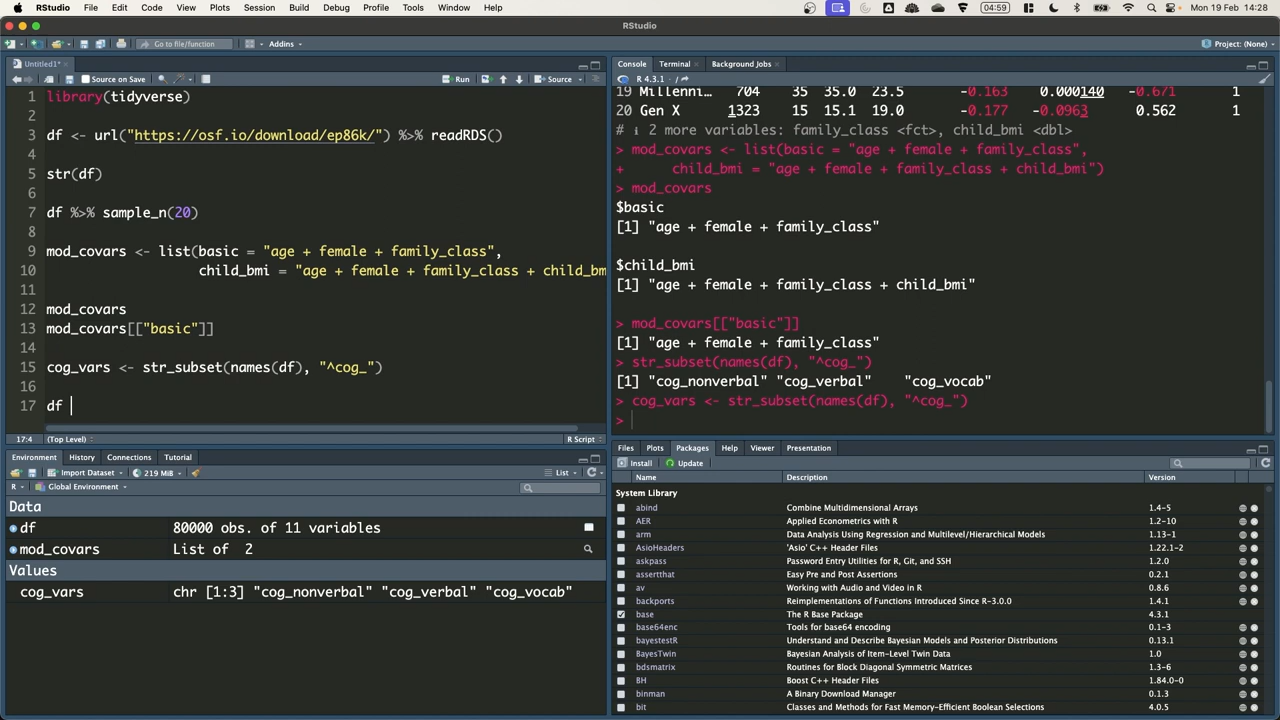 RStudio File Edit Code View Plots Session Build Debug Profile Tools Window Help 04:59 Mon 19 Feb 14:28
RStudio
Go to file/function Addins Project: (None)
Untitled1*
Source on Save Run Source
1 library(tidyverse)
2
3 df <- url("https://osf.io/download/ep86k/") %>% readRDS()
4
5 str(df)
6
7 df %>% sample_n(20)
8
9 mod_covars <- list(basic = "age + female + family_class",
10 child_bmi = "age + female + family_class + child_bm
11
12 mod_covars
13 mod_covars[["basic"]]
14
15 cog_vars <- str_subset(names(df), "^cog_")
16
17 df
17:4 (Top Level) R Script
Console Terminal Background Jobs
R 4.3.1 · /
19 Millenni… 704 35 35.0 23.5 -0.163 0.000140 -0.671 1
20 Gen X 1323 35 15.1 19.0 -0.177 -0.0963 0.562 1
# ℹ 2 more variables: family_class <fct>, child_bmi <dbl>
> mod_covars <- list(basic = "age + female + family_class",
+ child_bmi = "age + female + family_class + child_bmi")
> mod_covars
$basic
[1] "age + female + family_class"
$child_bmi
[1] "age + female + family_class + child_bmi"
> mod_covars[["basic"]]
[1] "age + female + family_class"
> str_subset(names(df), "^cog_")
[1] "cog_nonverbal" "cog_verbal" "cog_vocab"
> cog_vars <- str_subset(names(df), "^cog_")
>
Environment History Connections Tutorial
Import Dataset 219 MiB List
R Global Environment
Data
df 80000 obs. of 11 variables
mod_covars List of 2
Values
cog_vars chr [1:3] "cog_nonverbal" "cog_verbal" "cog_vocab"
Files Plots Packages Help Viewer Presentation
Install Update
Name Description Version
System Library
abind Combine Multidimensional Arrays 1.4-5
AER Applied Econometrics with R 1.2-10
arm Data Analysis Using Regression and Multilevel/Hierarchical Models 1.13-1
AsioHeaders 'Asio' C++ Header Files 1.22.1-2
askpass Password Entry Utilities for R, Git, and SSH 1.2.0
assertthat Easy Pre and Post Assertions 0.2.1
av Working with Audio and Video in R 0.8.6
backports Reimplementations of Functions Introduced Since R-3.0.0 1.4.1
base The R Base Package 4.3.1
base64enc Tools for base64 encoding 0.1-3
bayestestR Understand and Describe Bayesian Models and Posterior Distributions 0.13.1
BayesTwin Bayesian Analysis of Item-Level Twin Data 1.0
bdsmatrix Routines for Block Diagonal Symmetric Matrices 1.3-6
BH Boost C++ Header Files 1.84.0-0
binman A Binary Download Manager 0.1.3
bit Classes and Methods for Fast Memory-Efficient Boolean Selections 4.0.5